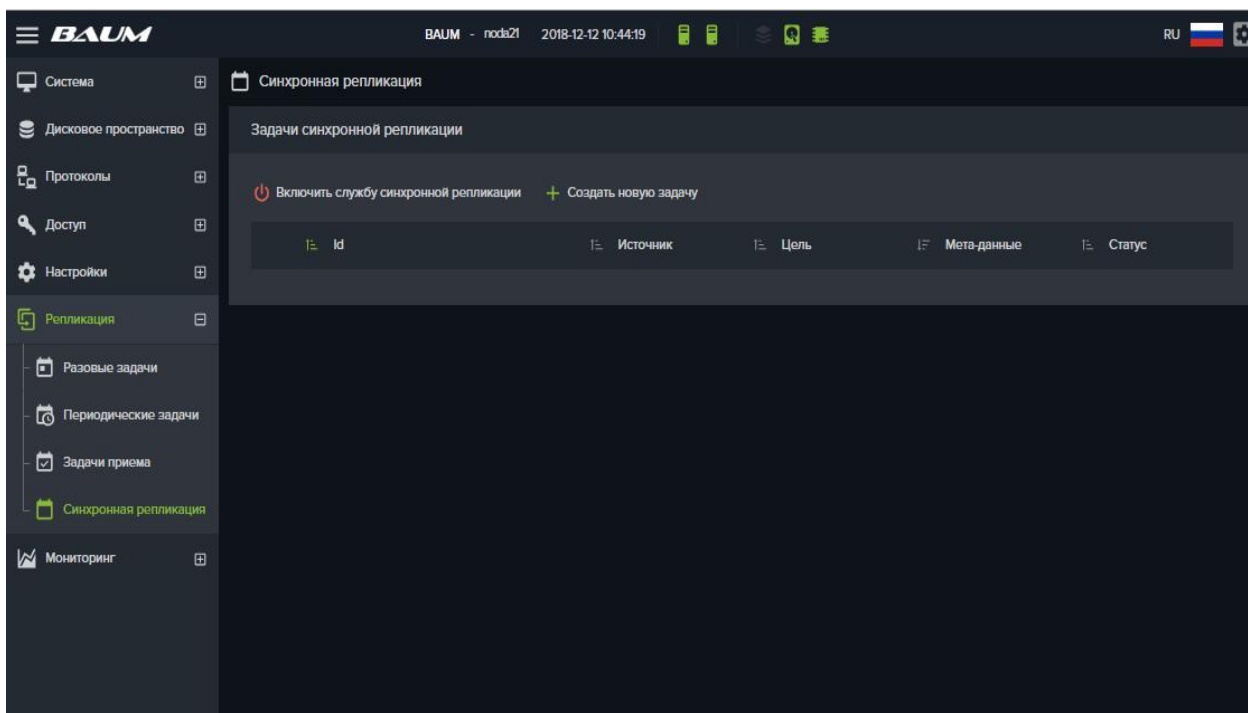 BAUM BAUM - noda21 2018-12-12 10:44:19 RU
Система
Дисковое пространство
Протоколы
Доступ
Настройки
Репликация
Разовые задачи
Периодические задачи
Задачи приема
Синхронная репликация
Мониторинг
Синхронная репликация
Задачи синхронной репликации
Включить службу синхронной репликации + Создать новую задачу
Id Источник Цель Мета-данные Статус